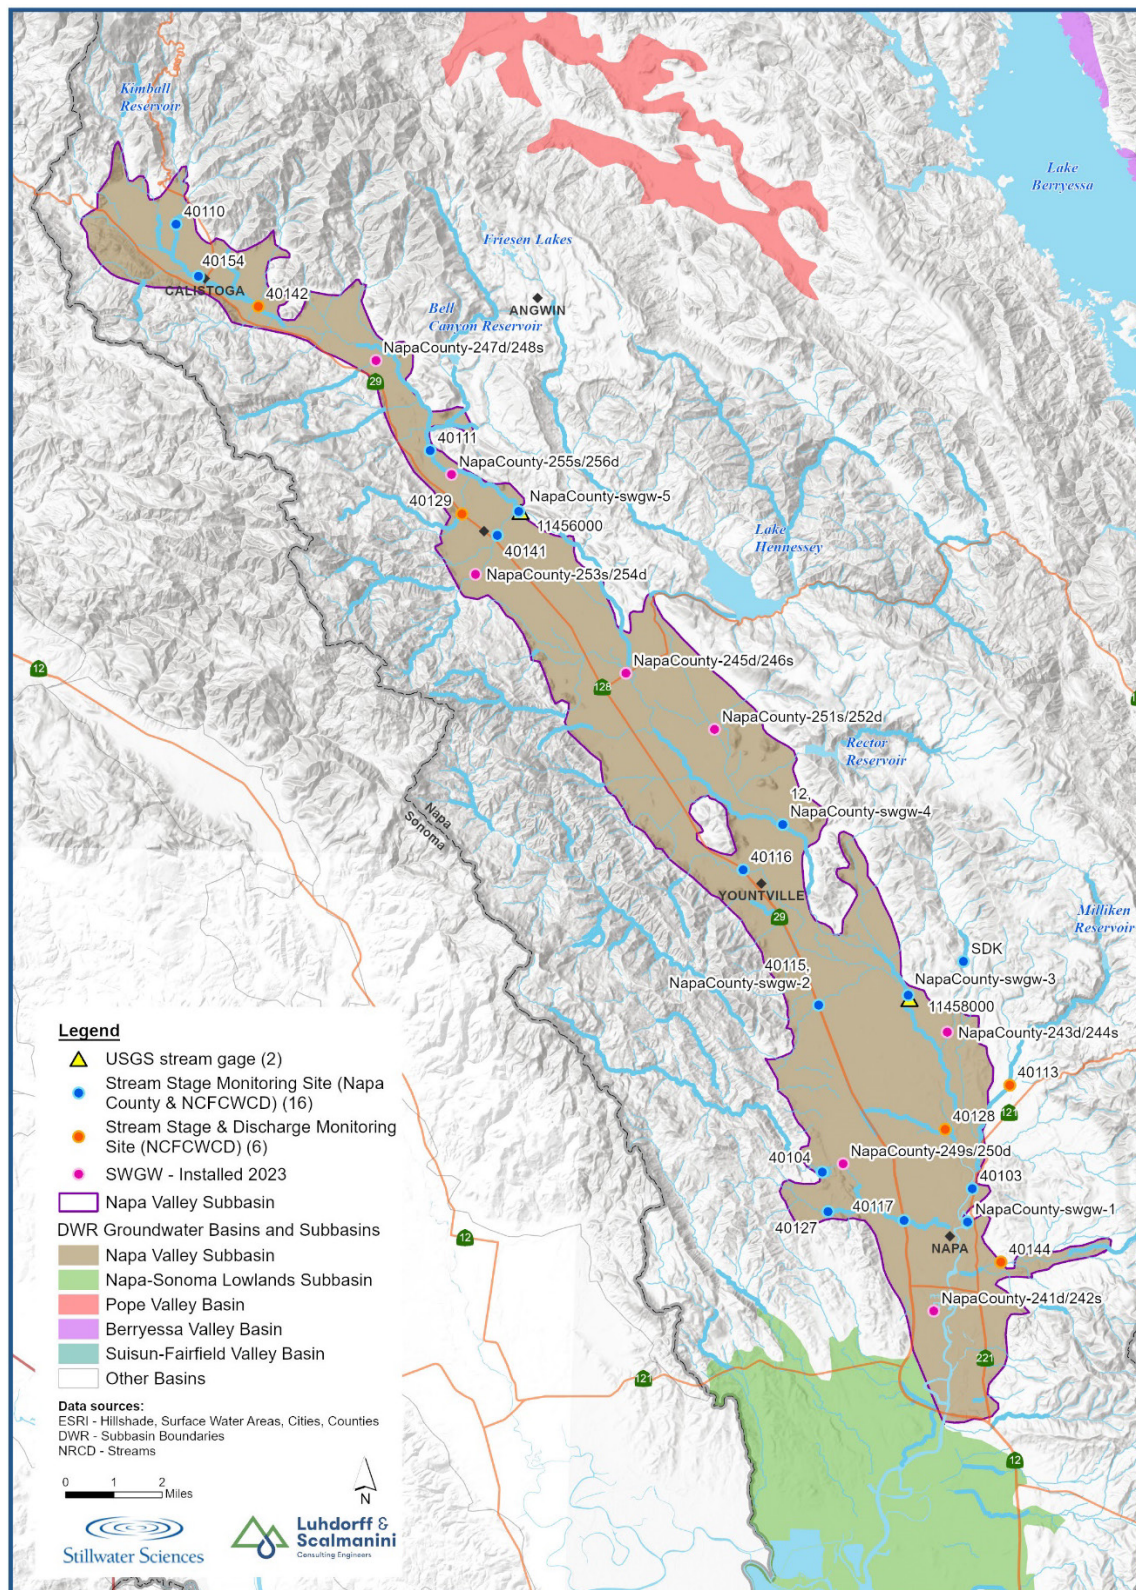 Kimball
Reservoir
Lake
Berryessa
40110
Friesen Lakes
40154
CALISTOGA
40142
ANGWIN
Bell
Canyon Reservoir
NapaCounty-247d/248s
29
40111
NapaCounty-255s/256d
40129
NapaCounty-swgw-5
11456000
40141
Lake
Hennessey
NapaCounty-253s/254d
12
NapaCounty-245d/246s
128
NapaCounty-251s/252d
Rector
Reservoir
12,
NapaCounty-swgw-4
Napa
Sonoma
40116
YOUNTVILLE
29
Milliken
Reservoir
SDK
40115,
NapaCounty-swgw-2
NapaCounty-swgw-3
11458000
NapaCounty-243d/244s
40113
121
40128
NapaCounty-249s/250d
40104
40103
40127
40117
NapaCounty-swgw-1
NAPA
40144
12
NapaCounty-241d/242s
221
121
12
Legend
USGS stream gage (2)
Stream Stage Monitoring Site (Napa
County & NCFCWCD) (16)
Stream Stage & Discharge Monitoring
Site (NCFCWCD) (6)
SWGW - Installed 2023
Napa Valley Subbasin
DWR Groundwater Basins and Subbasins
Napa Valley Subbasin
Napa-Sonoma Lowlands Subbasin
Pope Valley Basin
Berryessa Valley Basin
Suisun-Fairfield Valley Basin
Other Basins
Data sources:
ESRI - Hillshade, Surface Water Areas, Cities, Counties
DWR - Subbasin Boundaries
NRCD - Streams
0 1 2
Miles
N
Stillwater Sciences
Luhdorff &
Scalmanini
Consulting Engineers